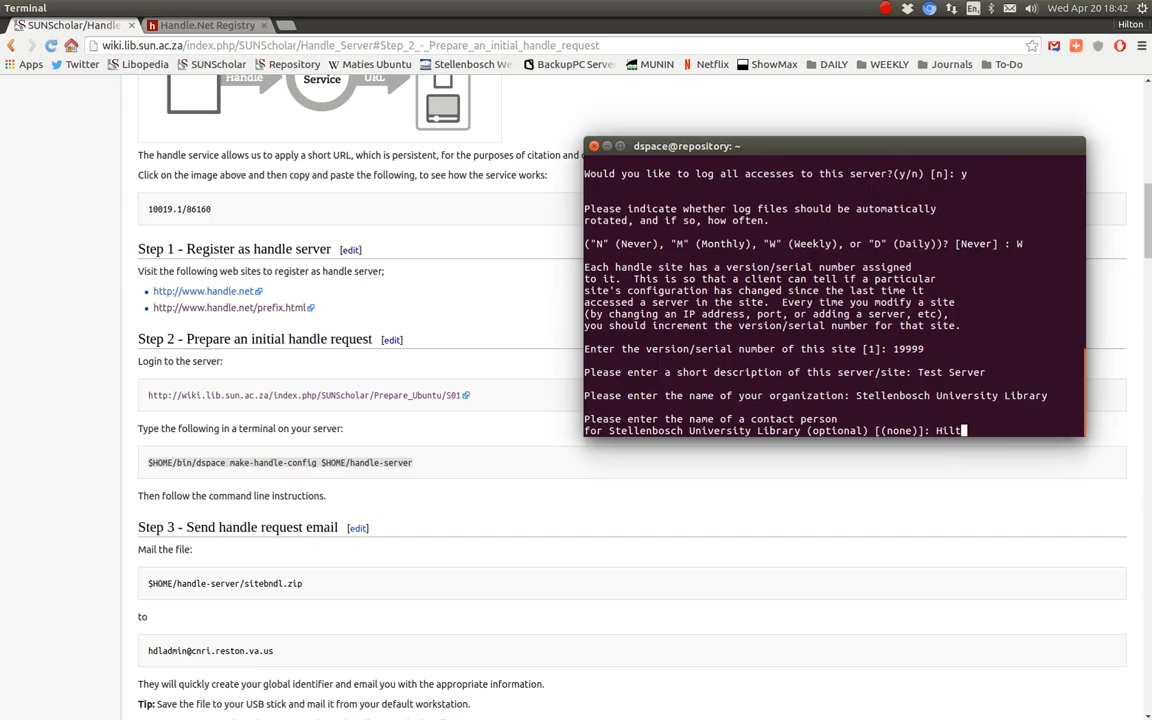 Terminal
Wed Apr 20 18:42
En
SUNScholar/Handle
Handle.Net Registry
Hilton
wiki.lib.sun.ac.za/index.php/SUNScholar/Handle_Server#Step_2_-_Prepare_an_initial_handle_request
Apps Twitter Libopedia SUNScholar Repository Maties Ubuntu Stellenbosch We BackupPC Serve MUNIN Netflix ShowMax DAILY WEEKLY Journals To-Do
Handle Service URL
The handle service allows us to apply a short URL, which is persistent, for the purposes of citation and
Click on the image above and then copy and paste the following, to see how the service works:
10019.1/86160
Step 1 - Register as handle server [edit]
Visit the following web sites to register as handle server;
http://www.handle.net
http://www.handle.net/prefix.html
Step 2 - Prepare an initial handle request [edit]
Login to the server:
http://wiki.lib.sun.ac.za/index.php/SUNScholar/Prepare_Ubuntu/S01
Type the following in a terminal on your server:
$HOME/bin/dspace make-handle-config $HOME/handle-server
Then follow the command line instructions.
Step 3 - Send handle request email [edit]
Mail the file:
$HOME/handle-server/sitebndl.zip
to
hdladmin@cnri.reston.va.us
They will quickly create your global identifier and email you with the appropriate information.
Tip: Save the file to your USB stick and mail it from your default workstation.
dspace@repository: ~
Would you like to log all accesses to this server?(y/n) [n]: y
Please indicate whether log files should be automatically
rotated, and if so, how often.
("N" (Never), "M" (Monthly), "W" (Weekly), or "D" (Daily))? [Never] : W
Each handle site has a version/serial number assigned
to it. This is so that a client can tell if a particular
site's configuration has changed since the last time it
accessed a server in the site. Every time you modify a site
(by changing an IP address, port, or adding a server, etc),
you should increment the version/serial number for that site.
Enter the version/serial number of this site [1]: 19999
Please enter a short description of this server/site: Test Server
Please enter the name of your organization: Stellenbosch University Library
Please enter the name of a contact person
for Stellenbosch University Library (optional) [(none)]: Hilt